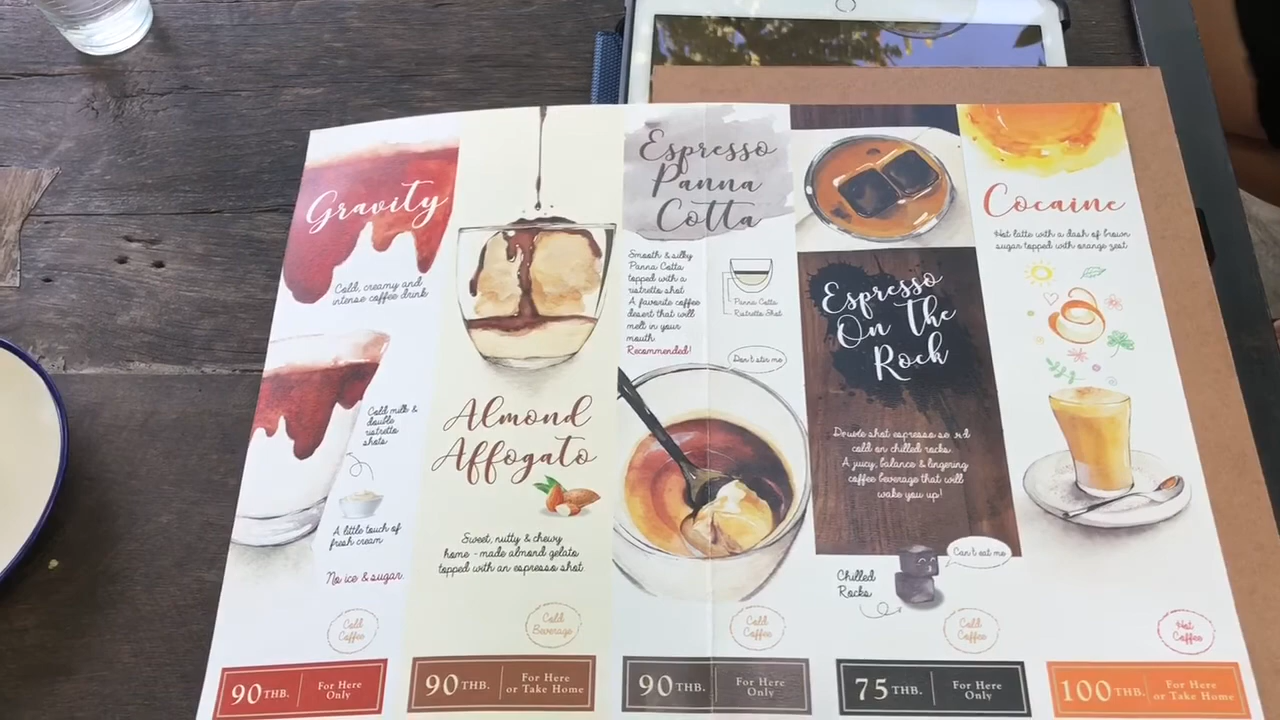 Gravity
Cold, creamy and
intense coffee drink
Cold milk &
double
ristretto
shots
A little touch of
fresh cream
No ice & sugar.
Cold
Coffee
90 THB.
For Here
Only
Almond
Affogato
Sweet, nutty & chewy
home-made almond gelato
topped with an espresso shot
Cold
Beverage
90 THB.
For Here
or Take Home
Espresso
Panna
Cotta
Smooth & silky
Panna Cotta
topped with a
ristretto shot
A favorite coffee
desert that will
melt in your
mouth
Recommended!
Panna Cotta
Ristretto Shot
Don't stir me
Cold
Coffee
90 THB.
For Here
Only
Espresso
On The
Rock
Double shot espresso
cold on chilled rocks.
A juicy, balance & lingering
coffee beverage that will
wake you up!
Can't eat me
Chilled
Rocks
Cold
Coffee
75 THB.
For Here
Only
Cocaine
Hot latte with a dash of brown
sugar topped with orange zest
Hot
Coffee
100 THB.
For Here
or Take Home